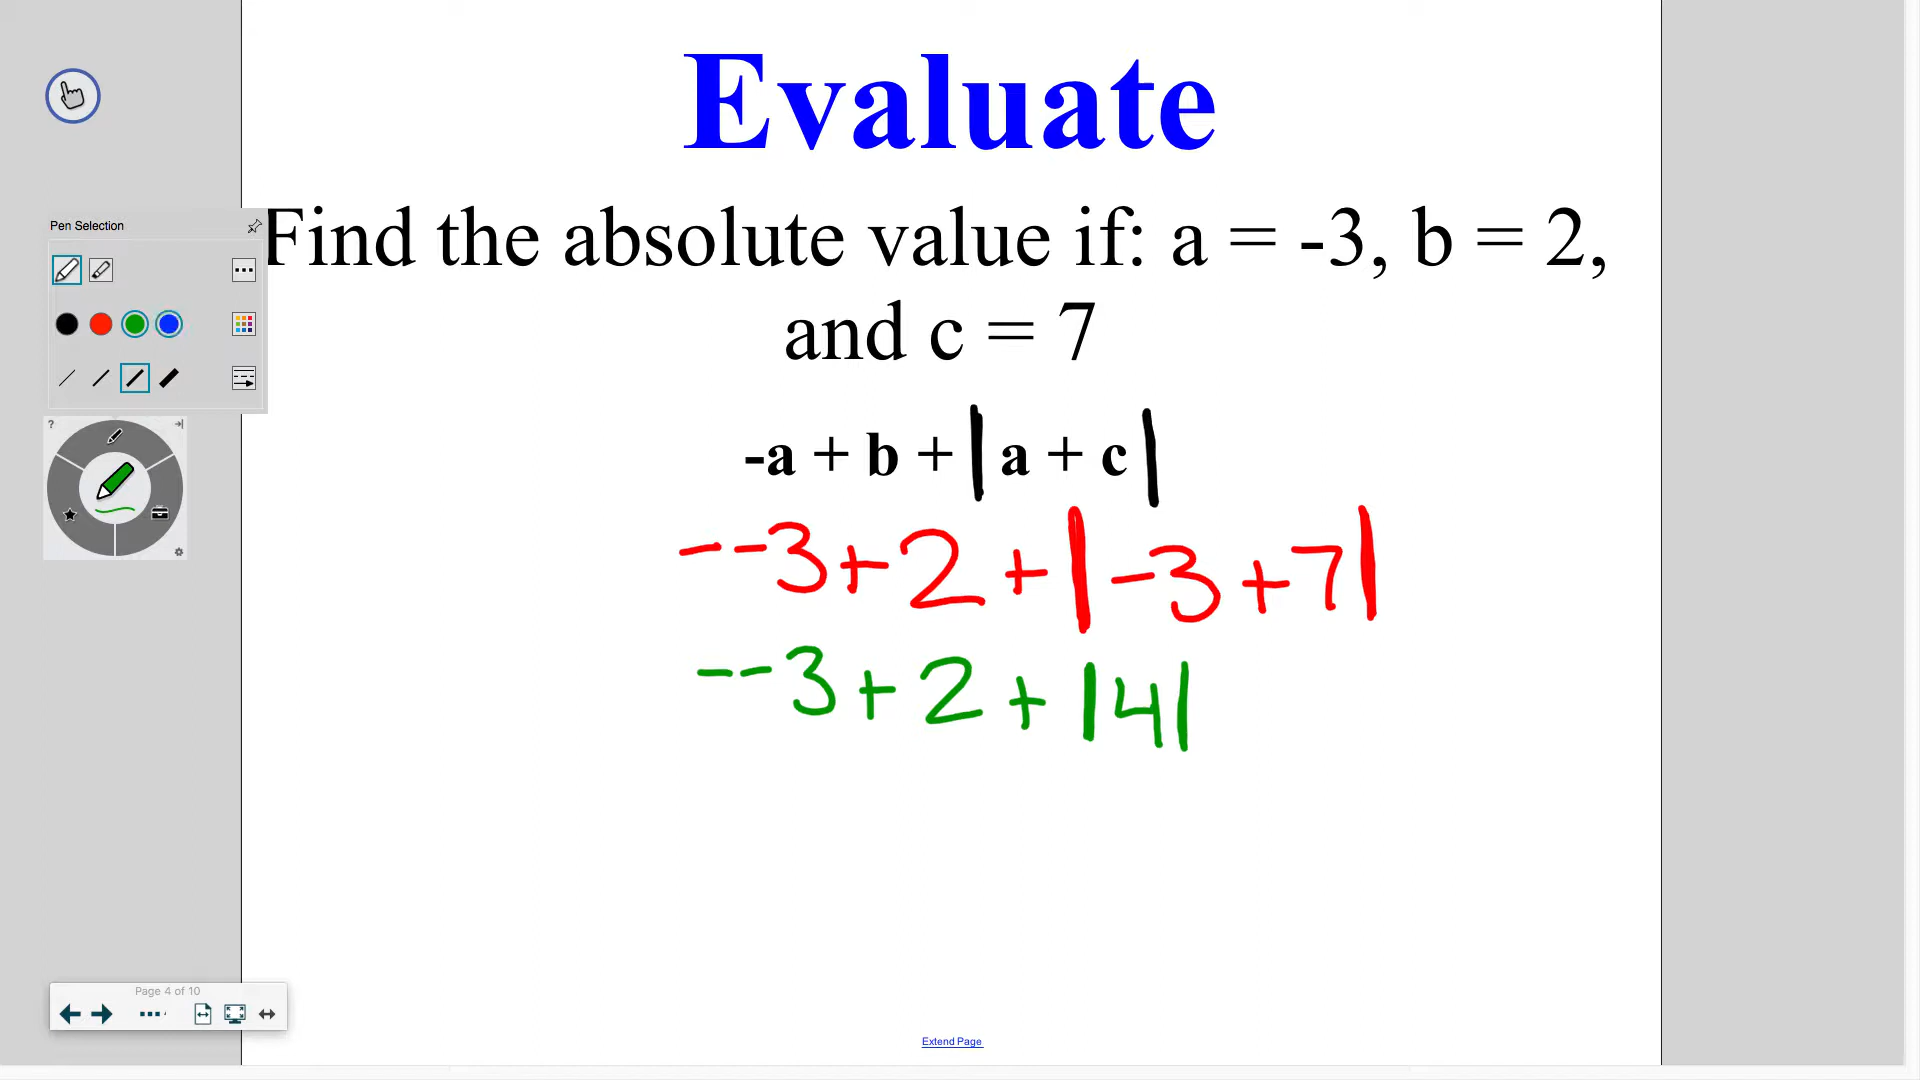 Evaluate
Pen Selection
Find the absolute value if: a = -3, b = 2,
and c = 7
-a + b + | a + c |
--3 + 2 + | -3 + 7 |
--3 + 2 + |4|
?
Page 4 of 10
Extend Page